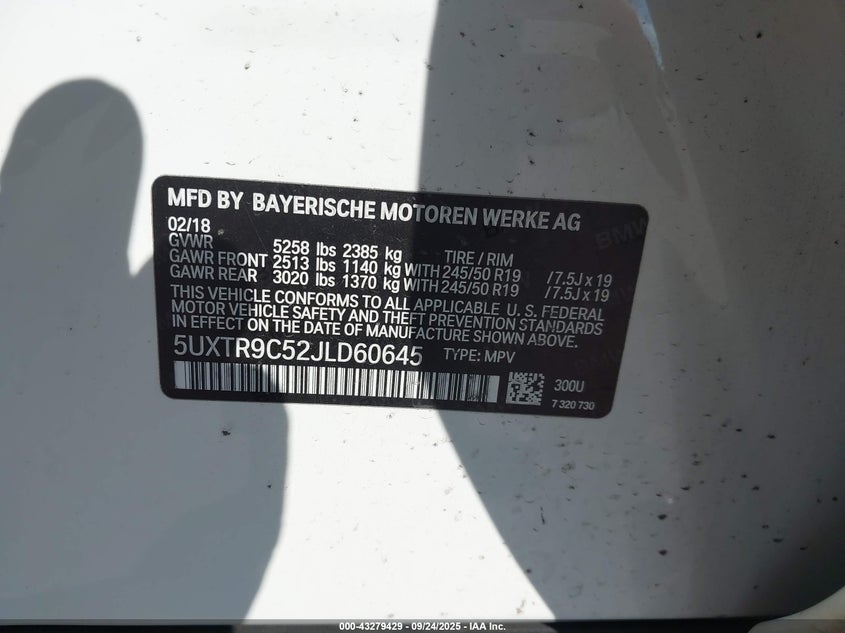 MFD BY BAYERISCHE MOTOREN WERKE AG
02/18
GVWR 5258 lbs 2385 kg TIRE / RIM
GAWR FRONT 2513 lbs 1140 kg WITH 245/50 R19 /7.5J x 19
GAWR REAR 3020 lbs 1370 kg WITH 245/50 R19 /7.5J x 19
THIS VEHICLE CONFORMS TO ALL APPLICABLE U. S. FEDERAL
MOTOR VEHICLE SAFETY AND THEFT PREVENTION STANDARDS
IN EFFECT ON THE DATE OF MANUFACTURE SHOWN ABOVE.
5UXTR9C52JLD60645 TYPE: MPV
300U
7 320 730
000-43279429 - 09/24/2025 - IAA Inc.